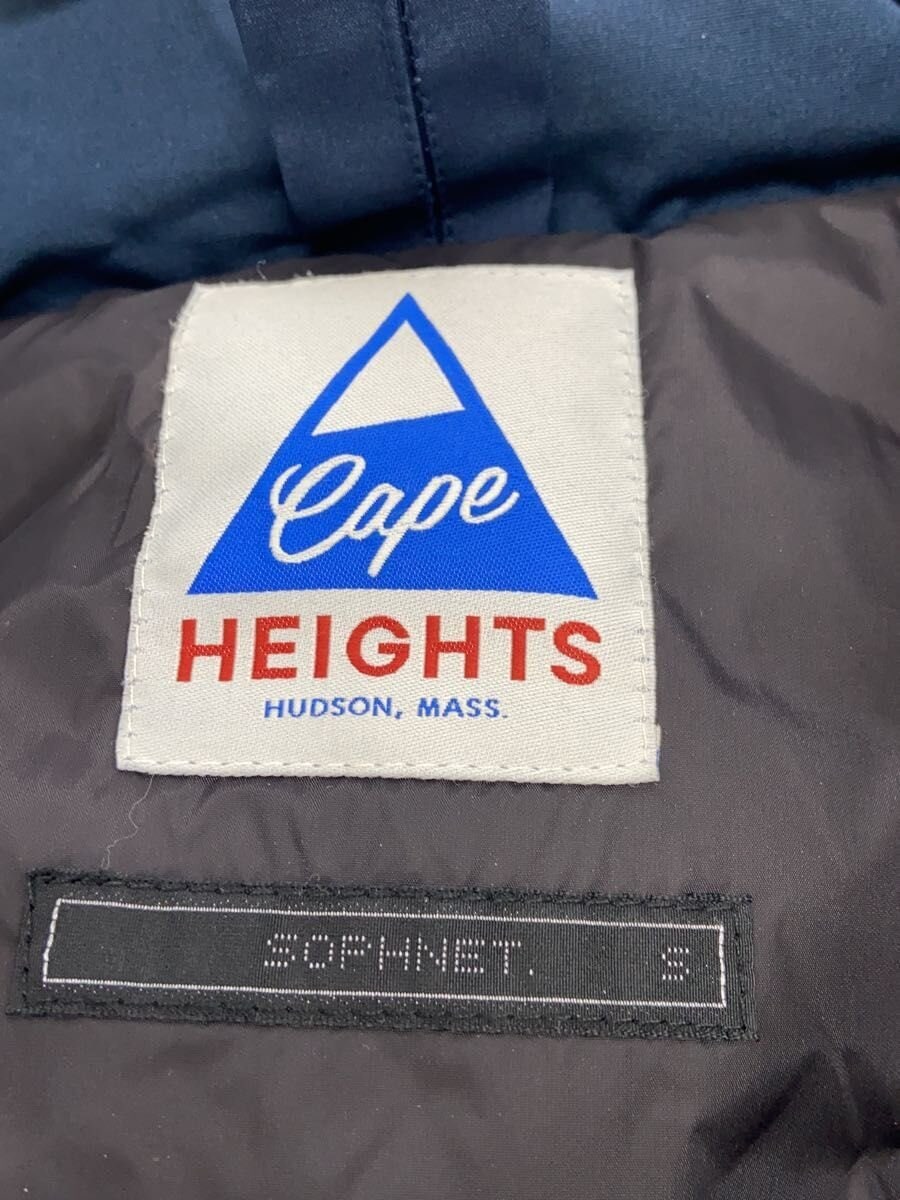 Cape
HEIGHTS
HUDSON, MASS.
SOPHNET. S